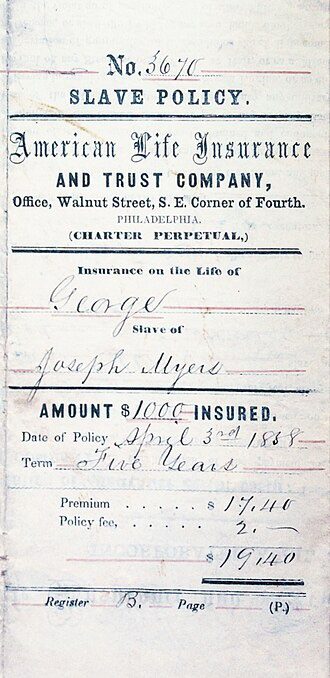 No. 3670
SLAVE POLICY.
American Life Insurance
AND TRUST COMPANY,
Office, Walnut Street, S. E. Corner of Fourth.
PHILADELPHIA.
(CHARTER PERPETUAL,)
Insurance on the Life of
George
Slave of
Joseph Myers
AMOUNT $1000 INSURED.
Date of Policy April 3rd 1858
Term Five Years
Premium . . . . . . $ 17,40
Policy fee, . . . . . 2.—
$ 19,40
Register B. Page (P.)